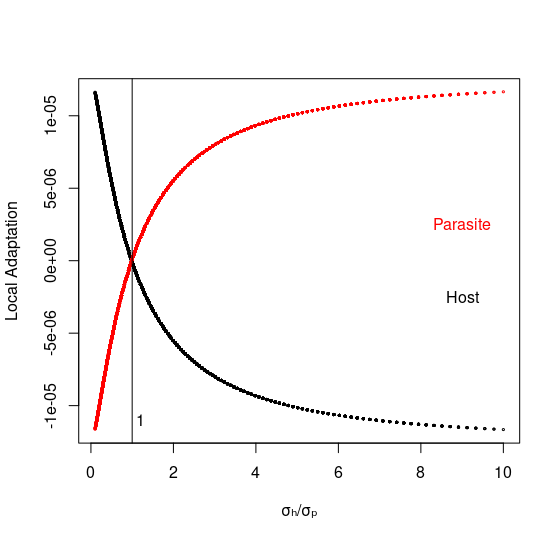 Local Adaptation
1e-05
5e-06
0e+00
-5e-06
-1e-05
Parasite
Host
1
0 2 4 6 8 10
σₕ/σₚ